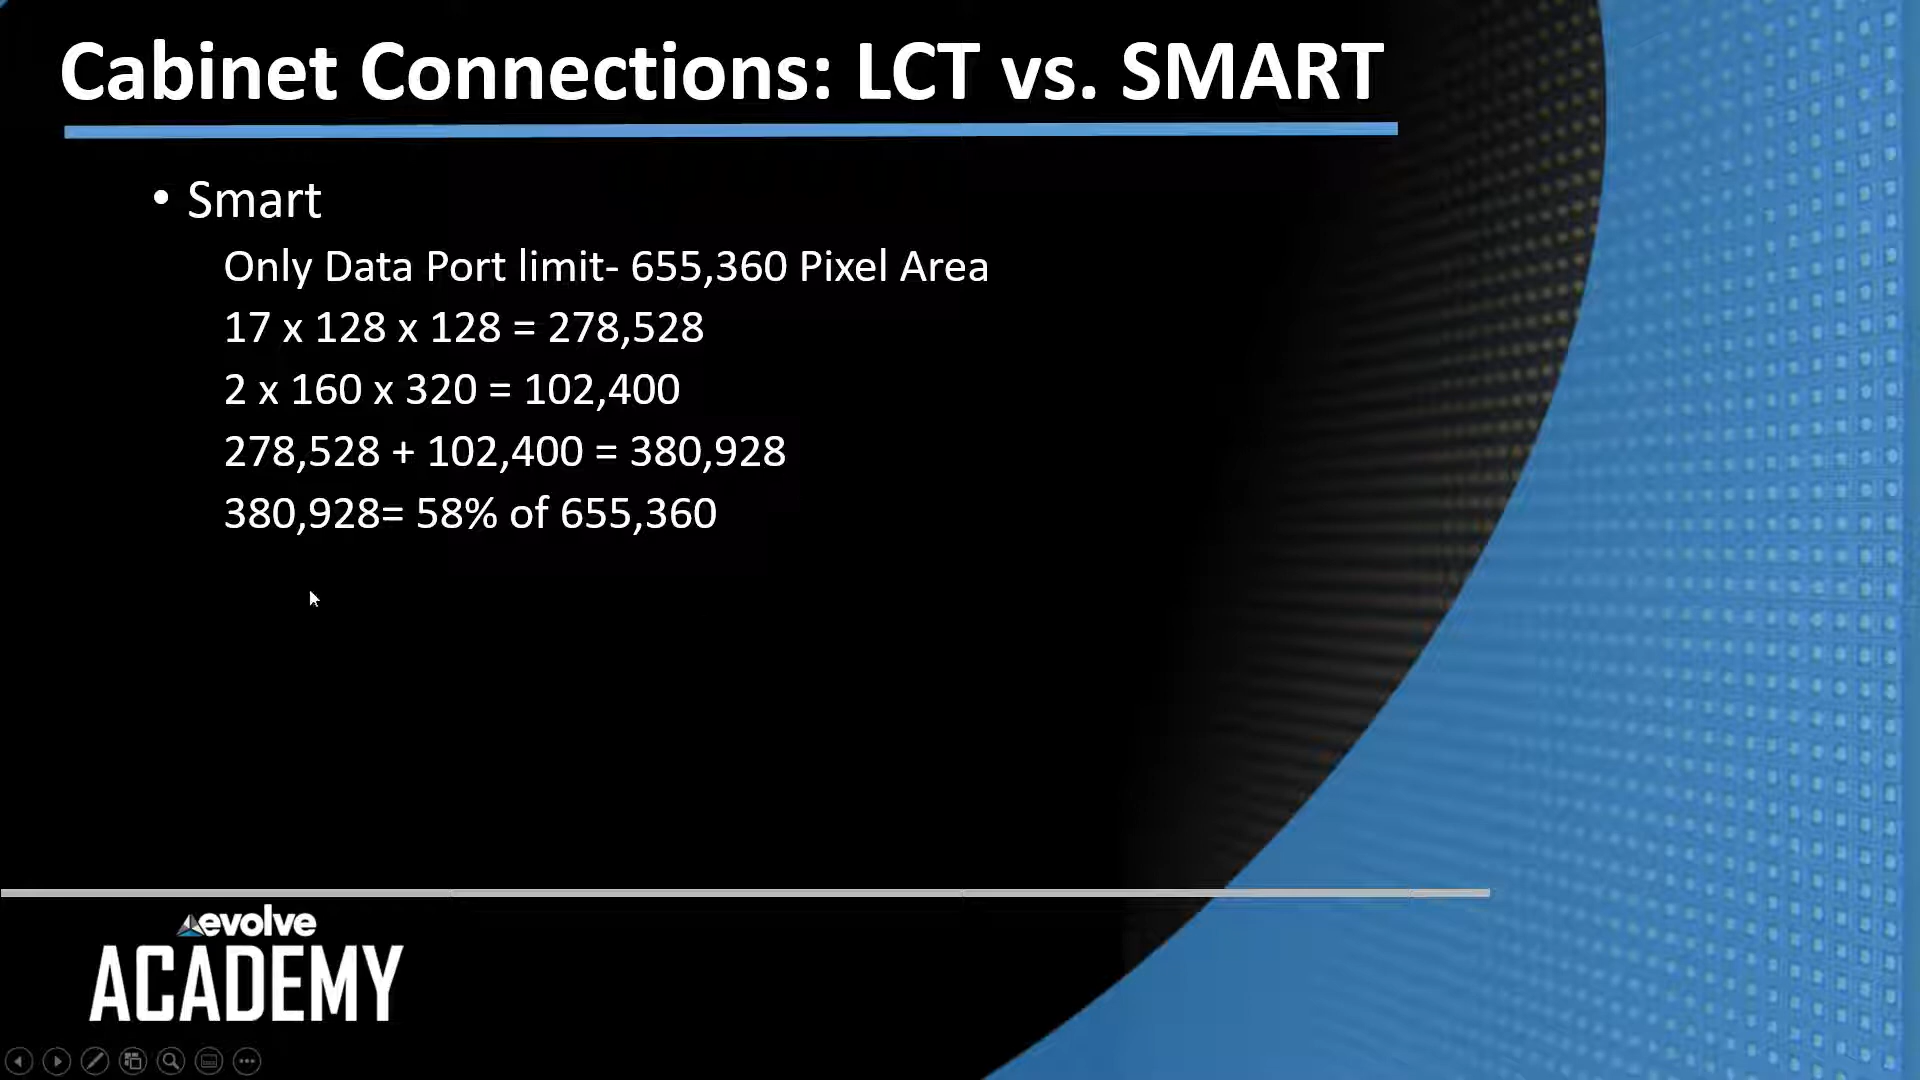 Cabinet Connections: LCT vs. SMART
• Smart
Only Data Port limit- 655,360 Pixel Area
17 x 128 x 128 = 278,528
2 x 160 x 320 = 102,400
278,528 + 102,400 = 380,928
380,928= 58% of 655,360
evolve
ACADEMY